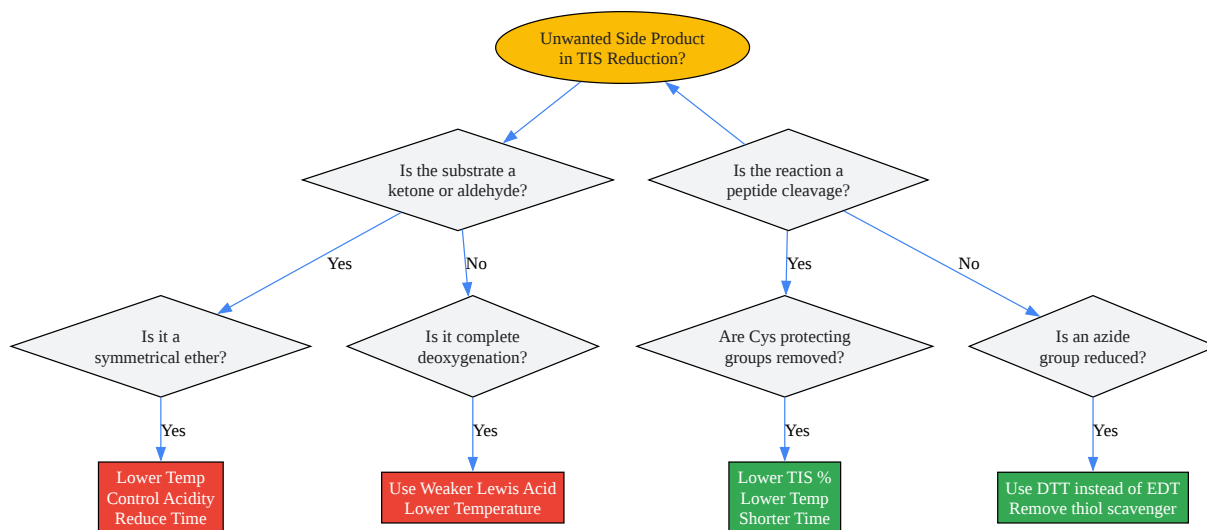 Unwanted Side Product
in TIS Reduction?
Is the substrate a
ketone or aldehyde?
Is the reaction a
peptide cleavage?
Yes
No
Yes
No
Is it a
symmetrical ether?
Is it complete
deoxygenation?
Are Cys protecting
groups removed?
Is an azide
group reduced?
Yes
Yes
Yes
Yes
Lower Temp
Control Acidity
Reduce Time
Use Weaker Lewis Acid
Lower Temperature
Lower TIS %
Lower Temp
Shorter Time
Use DTT instead of EDT
Remove thiol scavenger